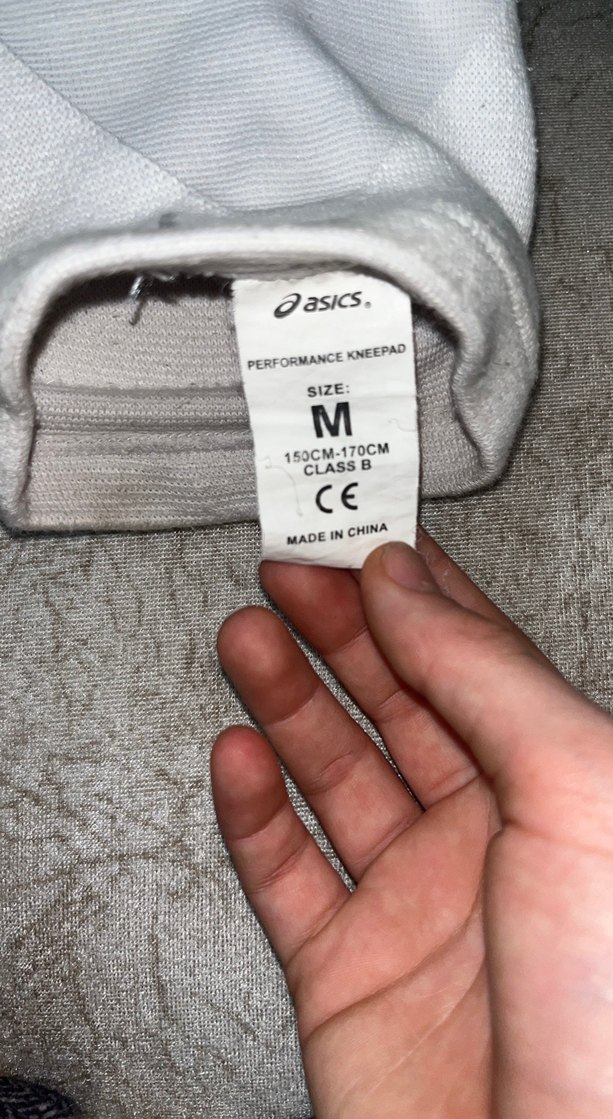 asics®
PERFORMANCE KNEEPAD
SIZE:
M
150CM-170CM
CLASS B
CE
MADE IN CHINA